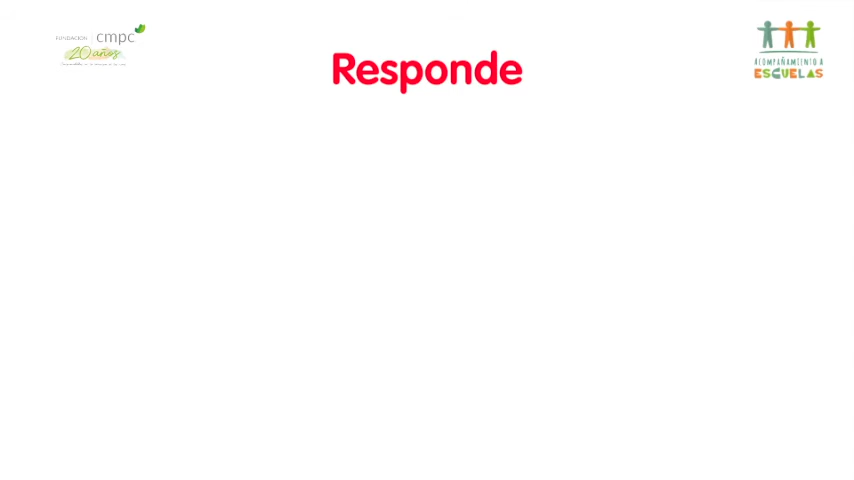 FUNDACIÓN | cmpc
20 años
Responde
ACOMPAÑAMIENTO A
ESCUELAS